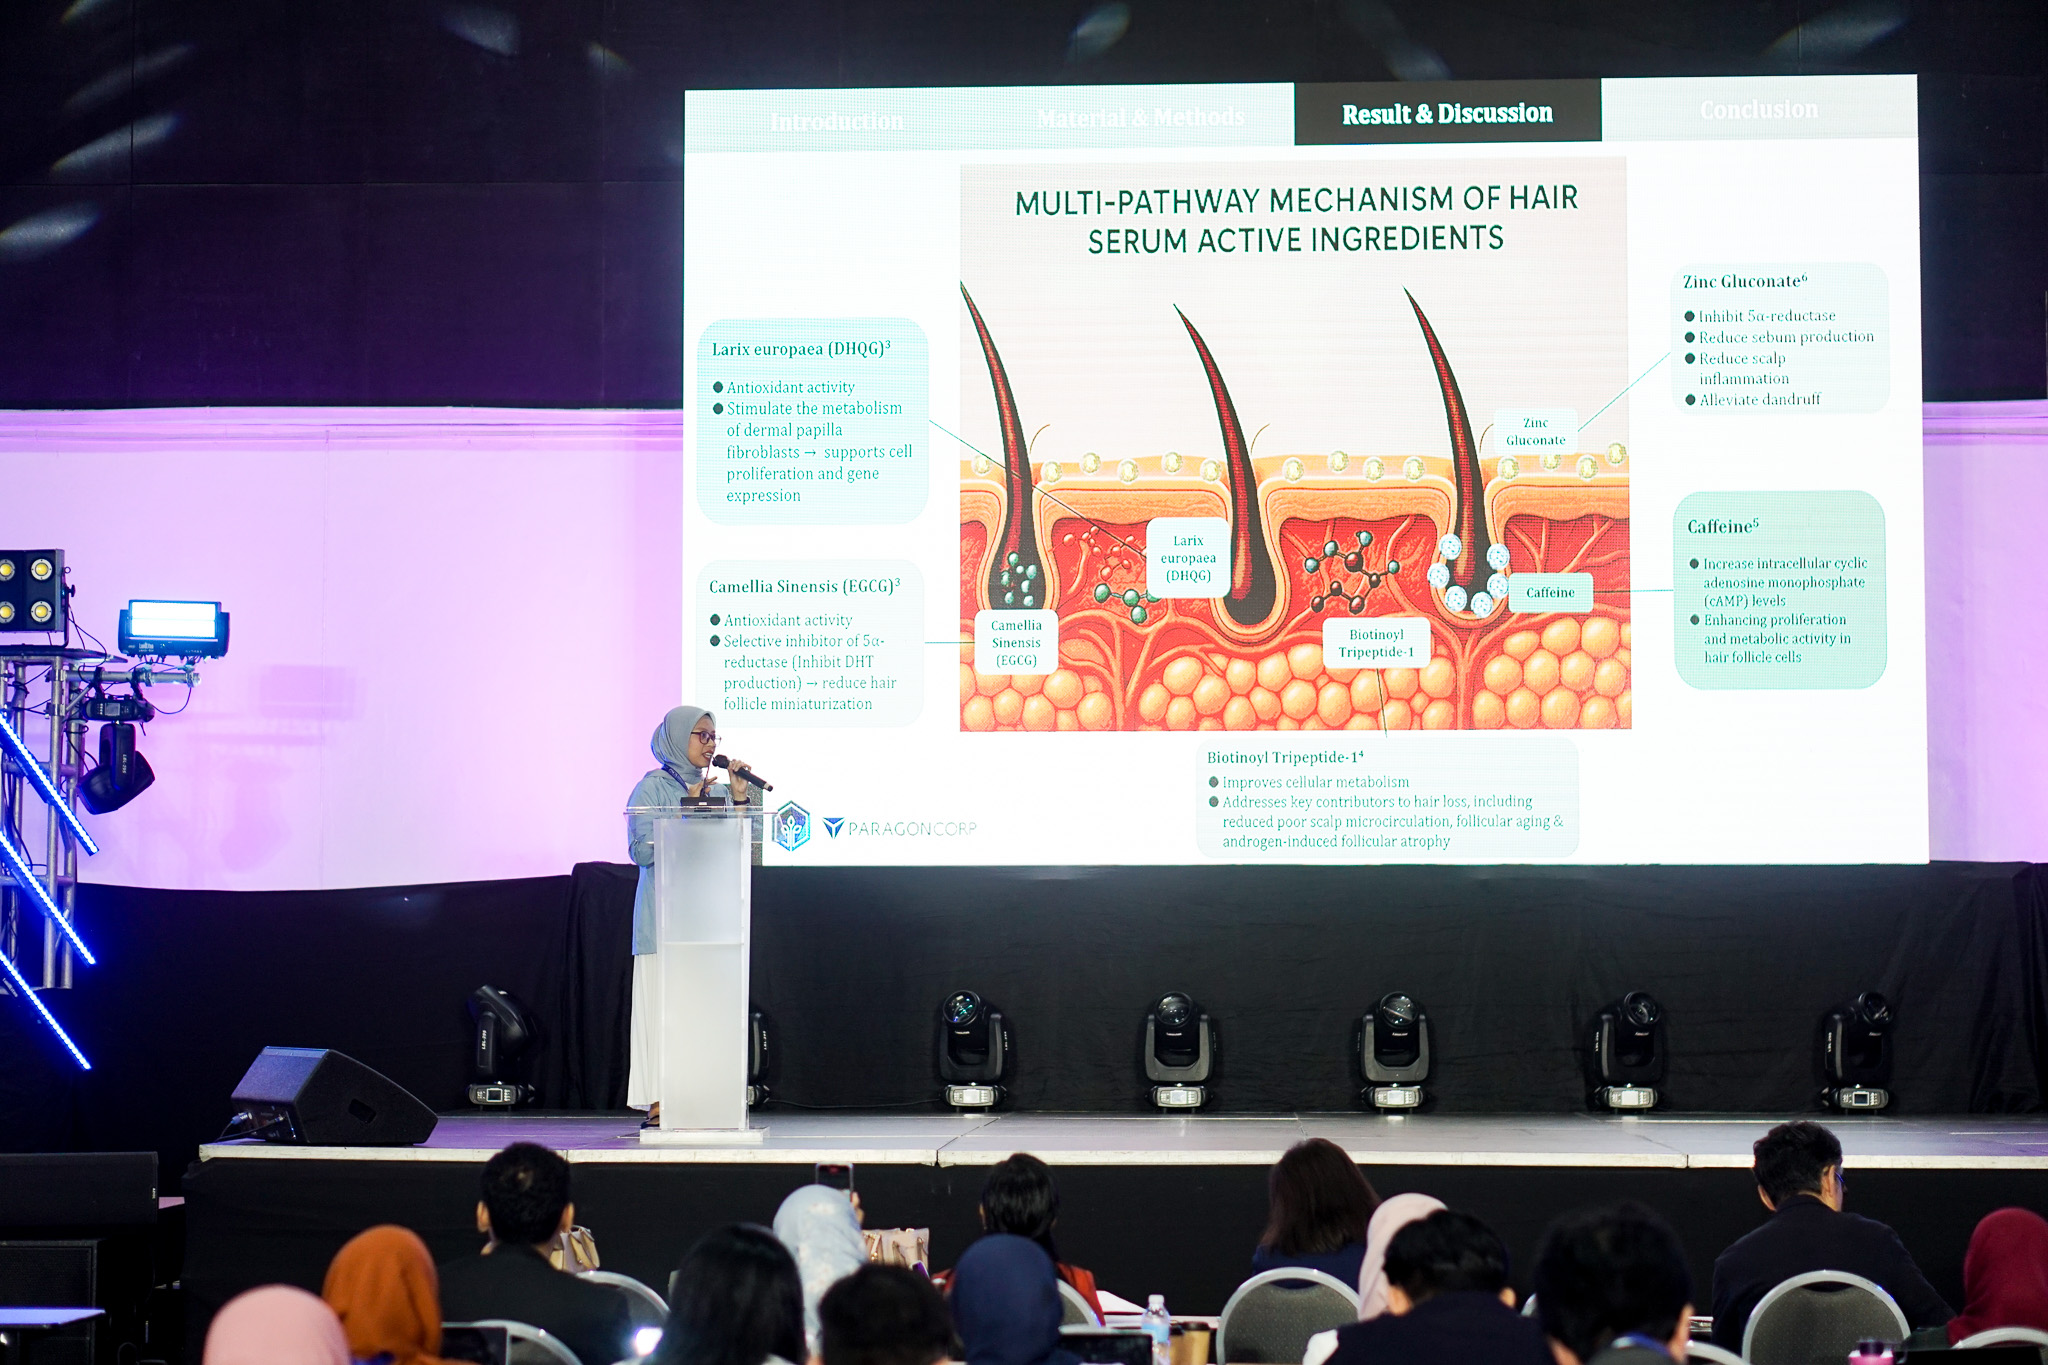 Introduction
Material & Methods
Result & Discussion
Conclusion
MULTI-PATHWAY MECHANISM OF HAIR
SERUM ACTIVE INGREDIENTS
Larix europaea (DHQG)³
● Antioxidant activity
● Stimulate the metabolism
of dermal papilla
fibroblasts → supports cell
proliferation and gene
expression
Camellia Sinensis (EGCG)³
● Antioxidant activity
● Selective inhibitor of 5α-
reductase (Inhibit DHT
production) → reduce hair
follicle miniaturization
Camellia
Sinensis
(EGCG)
Larix
europaea
(DHQG)
Biotinoyl
Tripeptide-1
Zinc
Gluconate
Caffeine
Zinc Gluconate⁶
● Inhibit 5α-reductase
● Reduce sebum production
● Reduce scalp
inflammation
● Alleviate dandruff
Caffeine⁵
● Increase intracellular cyclic
adenosine monophosphate
(cAMP) levels
● Enhancing proliferation
and metabolic activity in
hair follicle cells
Biotinoyl Tripeptide-1⁴
● Improves cellular metabolism
● Addresses key contributors to hair loss, including
reduced poor scalp microcirculation, follicular aging &
androgen-induced follicular atrophy
PARAGONCORP